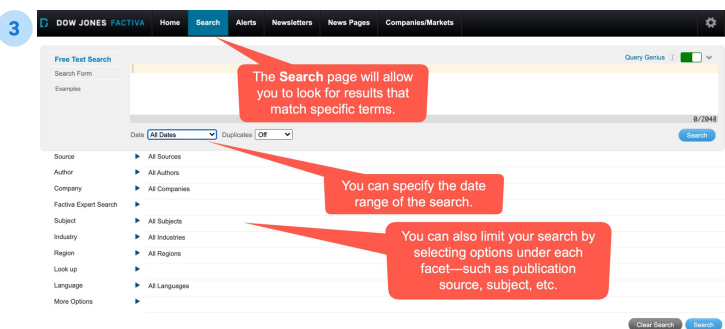 3
DOW JONES FACTIVA Home Search Alerts Newsletters News Pages Companies/Markets
Free Text Search
Query Genius i
Search Form
Examples
The Search page will allow
you to look for results that
match specific terms.
0/2048
Date All Dates Duplicates Off
Search
Source All Sources
Author All Authors
Company All Companies
Factiva Expert Search
Subject All Subjects
Industry All Industries
Region All Regions
Look up
Language All Languages
More Options
You can specify the date
range of the search.
You can also limit your search by
selecting options under each
facet—such as publication
source, subject, etc.
Clear Search Search